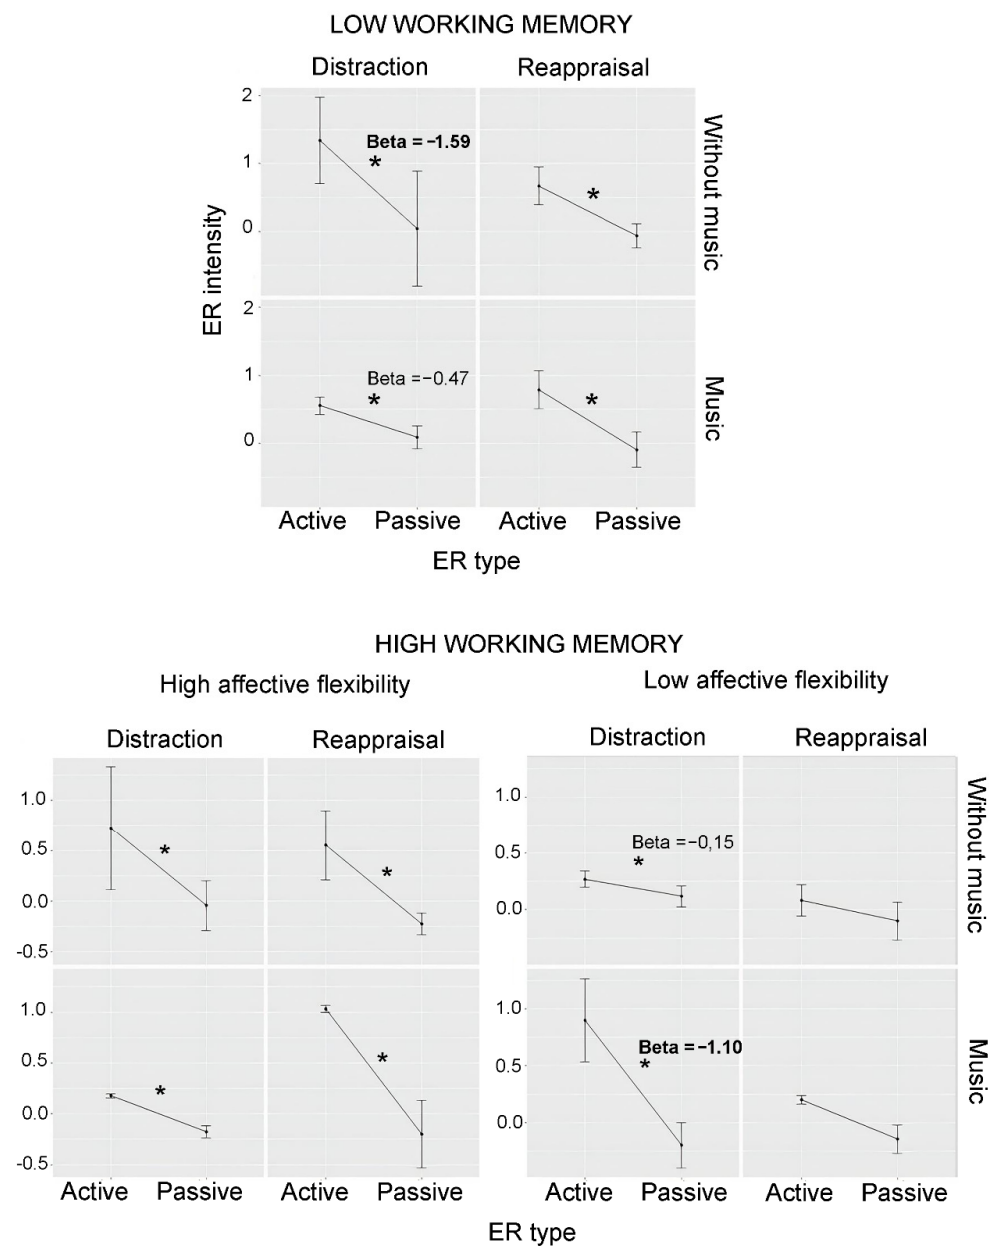 LOW WORKING MEMORY
Distraction Reappraisal
2
1
0
Beta = −1.59
*
*
Without music
ER intensity
2
1
0
Beta =−0.47
*
*
Music
Active Passive Active Passive
ER type
HIGH WORKING MEMORY
High affective flexibility Low affective flexibility
Distraction Reappraisal Distraction Reappraisal
1.0
0.5
0.0
-0.5
*
*
1.0
0.5
0.0
Beta =−0,15
*
Without music
1.0
0.5
0.0
-0.5
*
*
1.0
0.5
0.0
Beta = −1.10
*
Music
Active Passive Active Passive Active Passive Active Passive
ER type